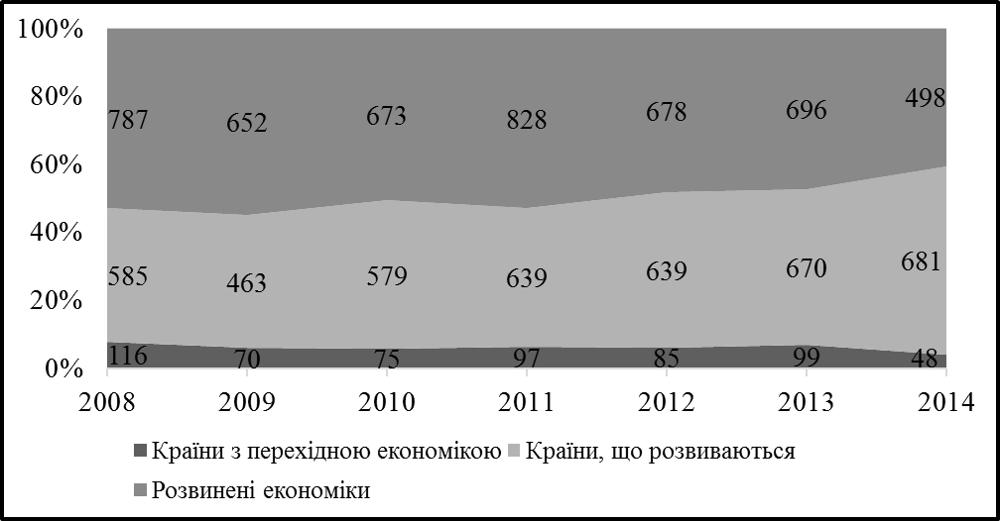 100%
80%
60%
40%
20%
0%
787 652 673 828 678 696 498
585 463 579 639 639 670 681
116 70 75 97 85 99 48
2008 2009 2010 2011 2012 2013 2014
Країни з перехідною економікою Країни, що розвиваються
Розвинені економіки